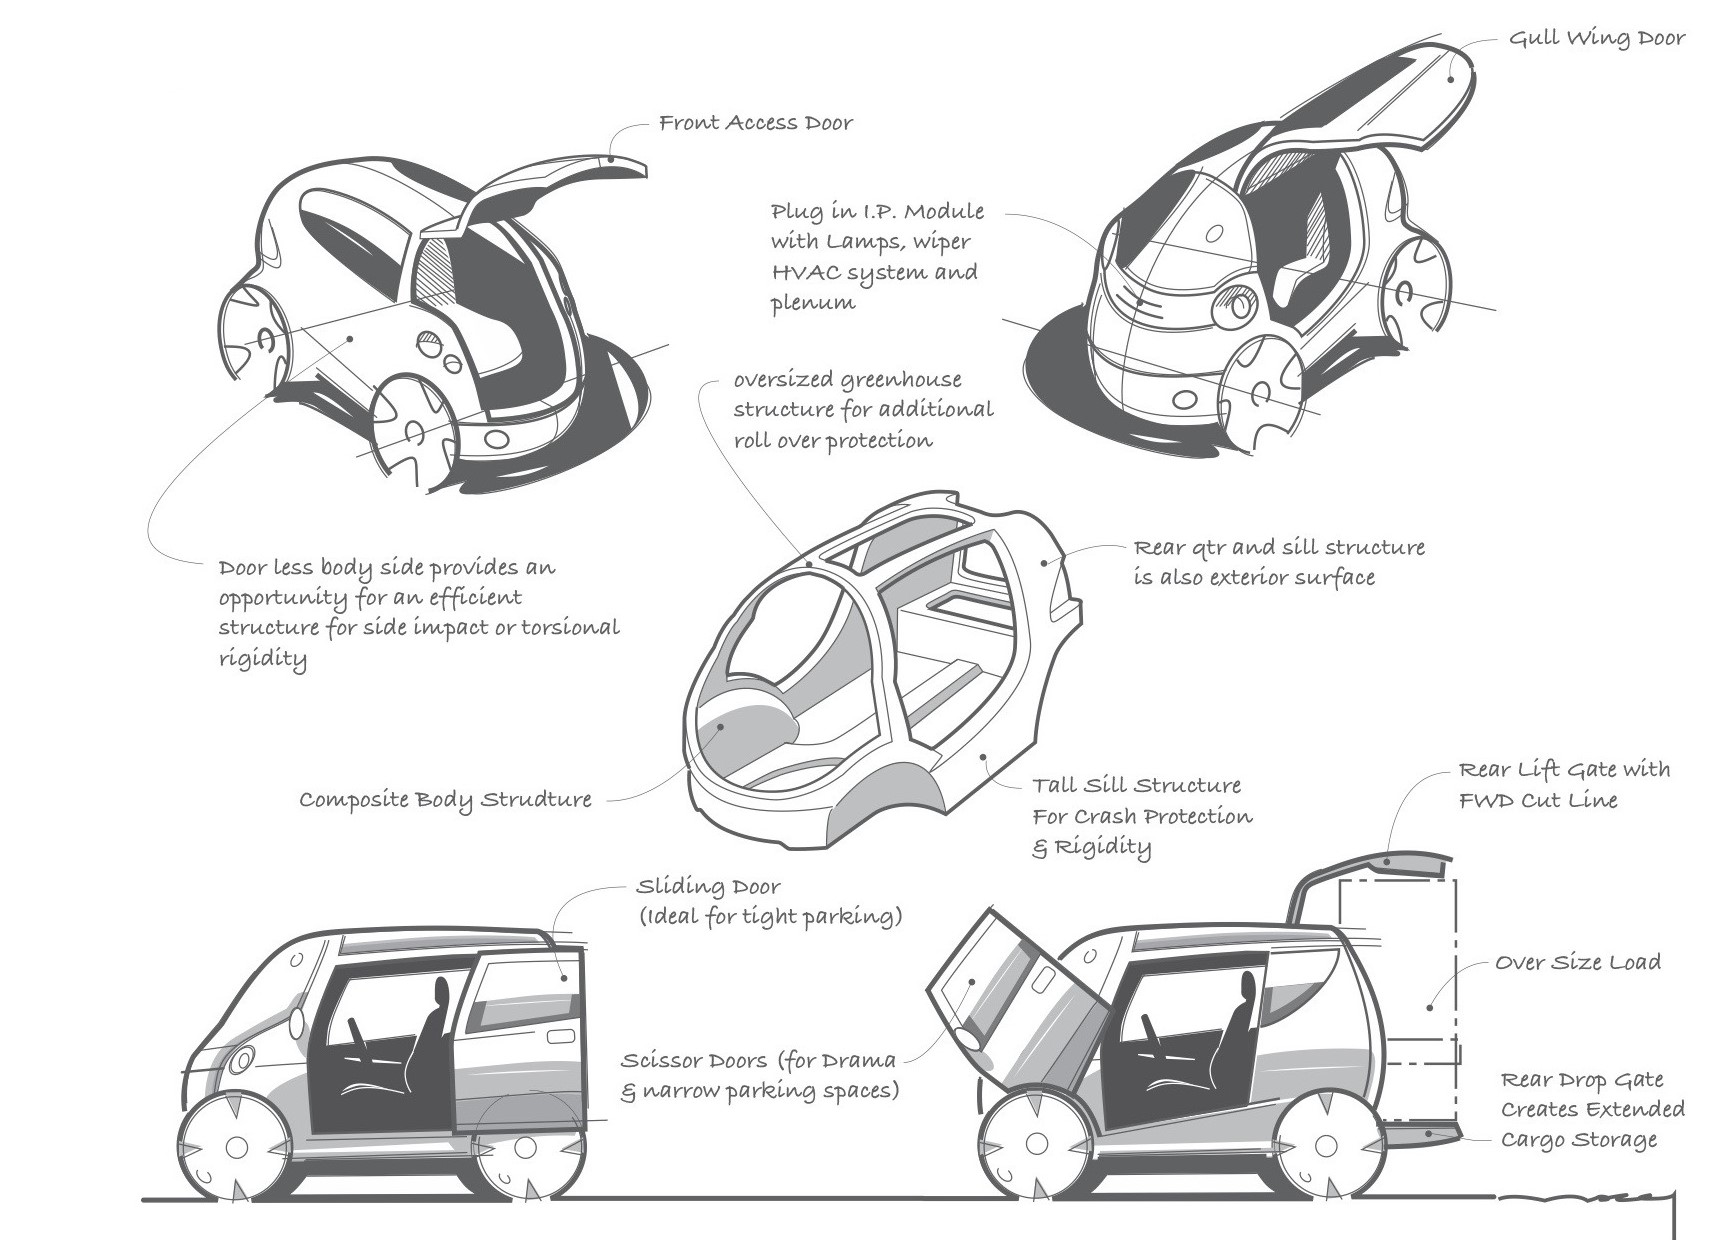 Gull Wing Door
Front Access Door
Plug in I.P. Module
with Lamps, wiper
HVAC system and
plenum
oversized greenhouse
structure for additional
roll over protection
Rear qtr and sill structure
is also exterior surface
Door less body side provides an
opportunity for an efficient
structure for side impact or torsional
rigidity
Composite Body Strudture
Tall Sill Structure
For Crash Protection
& Rigidity
Rear Lift Gate with
FWD Cut Line
Sliding Door
(Ideal for tight parking)
Over Size Load
Scissor Doors (for Drama
& narrow parking spaces)
Rear Drop Gate
Creates Extended
Cargo Storage